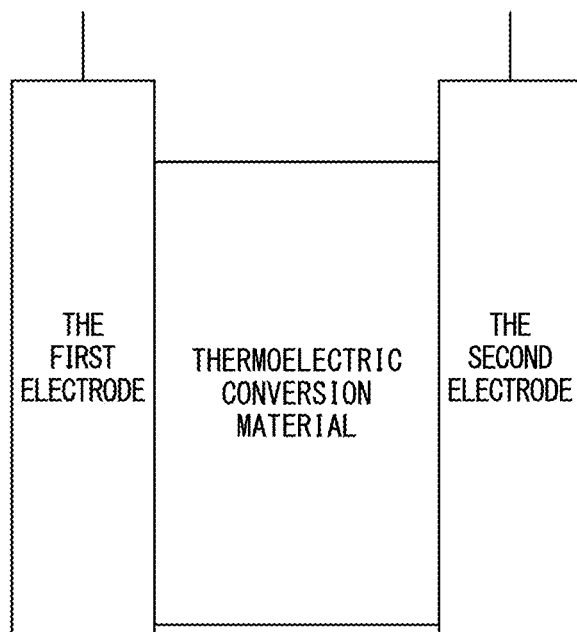 THE
FIRST
ELECTRODE
THERMOELECTRIC
CONVERSION
MATERIAL
THE
SECOND
ELECTRODE